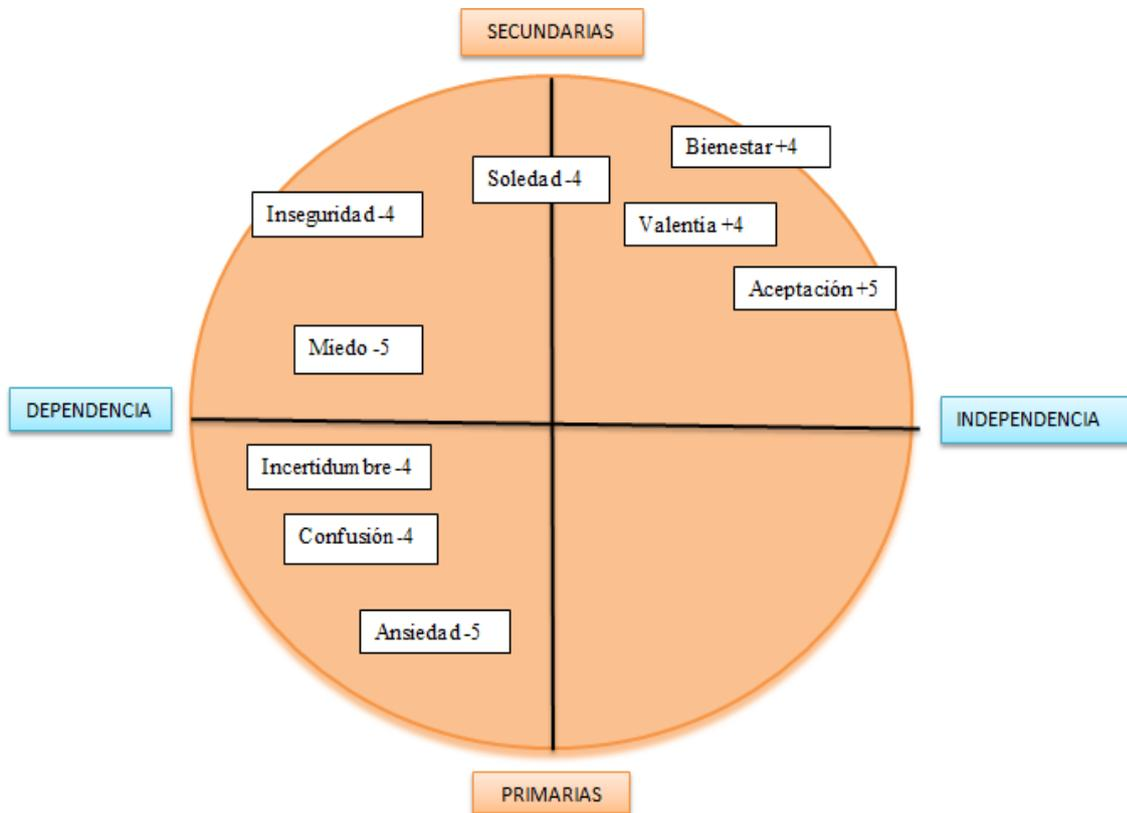 SECUNDARIAS
Bienestar +4
Soledad -4
Inseguridad -4
Valentía +4
Aceptación +5
Miedo -5
DEPENDENCIA
INDEPENDENCIA
Incertidumbre -4
Confusión -4
Ansiedad -5
PRIMARIAS